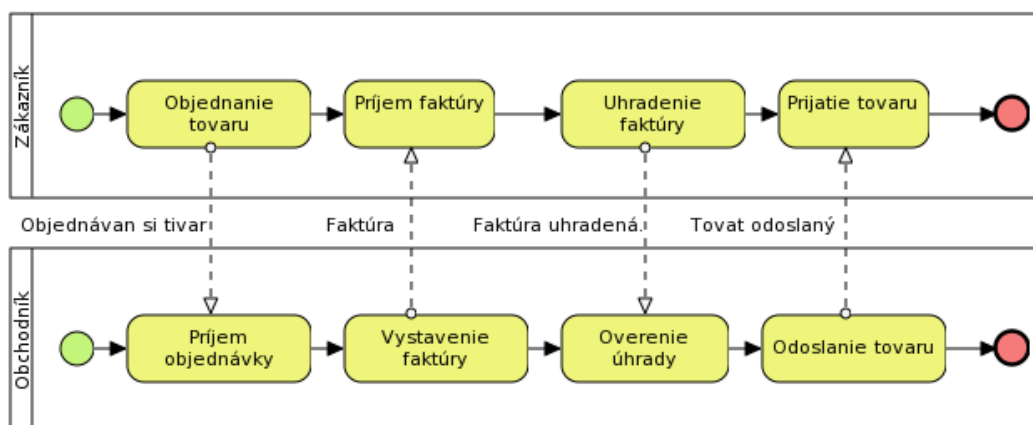 Zákazník
Objednanie
tovaru
Príjem faktúry
Uhradenie
faktúry
Prijatie tovaru
Objednávan si tivar
Faktúra
Faktúra uhradená.
Tovat odoslaný
Obchodník
Príjem
objednávky
Vystavenie
faktúry
Overenie
úhrady
Odoslanie tovaru